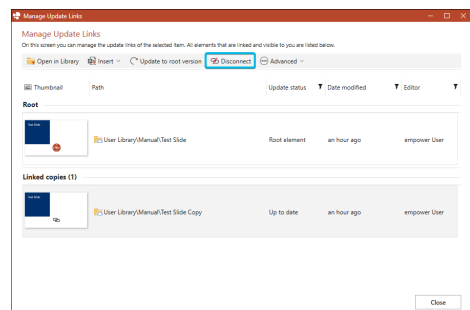 Manage Update Links
Manage Update Links
On this screen you can manage the update links of the selected item. All elements that are linked and visible to you are listed below.
Open in Library Insert Update to root version Disconnect Advanced
Thumbnail Path Update status Date modified Editor
Root
Test Slide
User Library\Manual\Test Slide Root element an hour ago empower User
Linked copies (1)
Test Slide
User Library\Manual\Test Slide Copy Up to date an hour ago empower User
Close